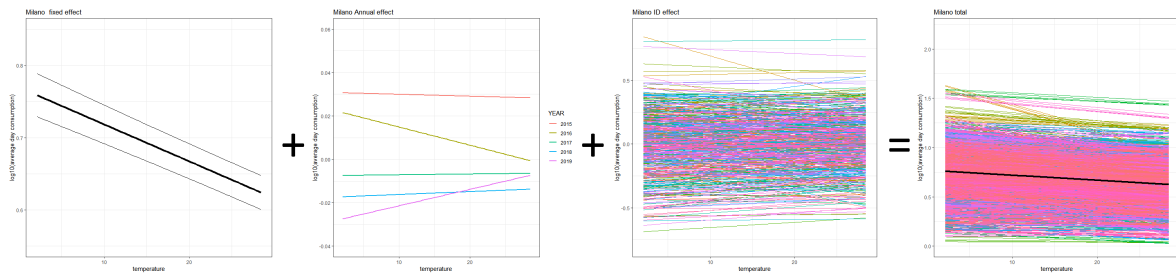 Milano  fixed effect
log10(average day consumption)
0.8
0.7
0.6
10
20
temperature
+
Milano Annual effect
log10(average day consumption)
0.06
0.04
0.02
0.00
-0.02
-0.04
10
20
temperature
YEAR
2015
2016
2017
2018
2019
+
Milano ID effect
log10(average day consumption)
0.5
0.0
-0.5
10
20
temperature
=
Milano total
log10(average day consumption)
2.0
1.5
1.0
0.5
0.0
10
20
temperature